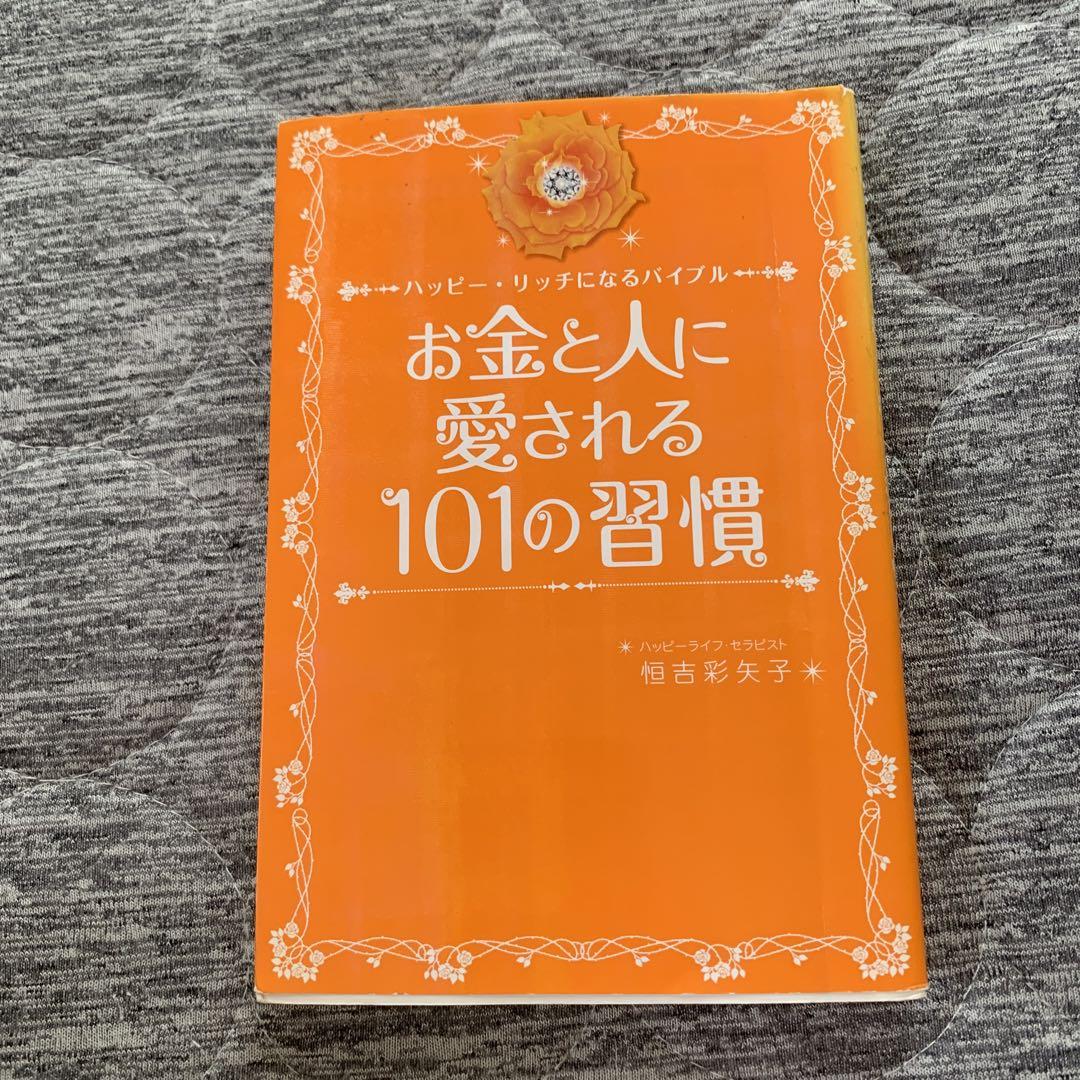 ハッピー・リッチになるバイブル
お金と人に
愛される
101の習慣
ハッピーライフ・セラピスト
恒吉彩矢子